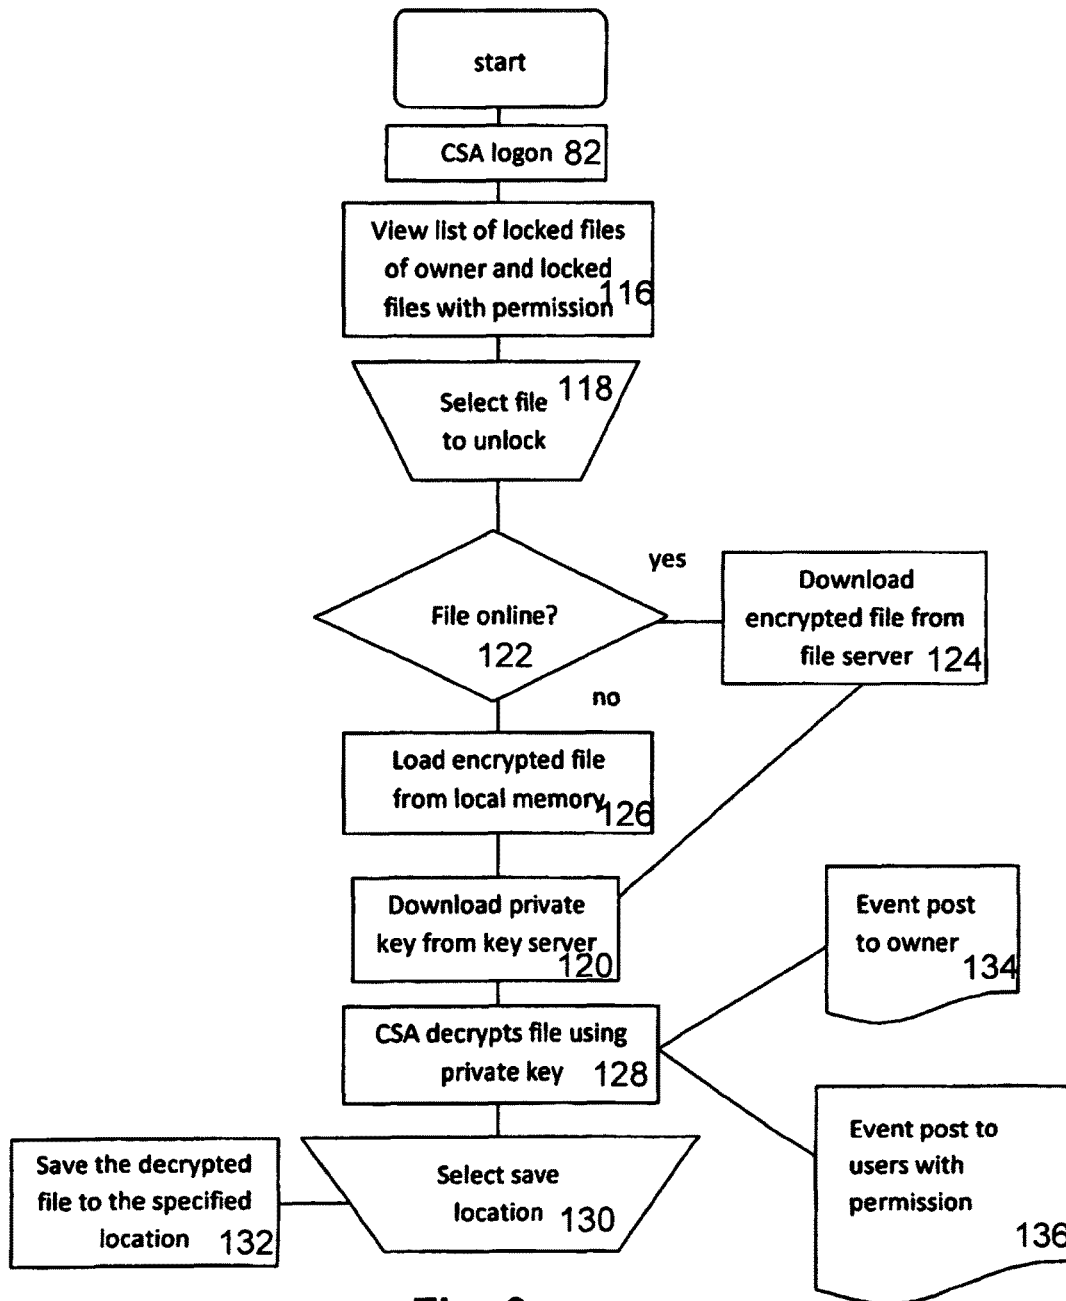 start
CSA logon 82
View list of locked files
of owner and locked
files with permission 116
Select file 118
to unlock
File online?
122
yes
no
Download
encrypted file from
file server 124
Load encrypted file
from local memory 126
Download private
key from key server
120
CSA decrypts file using
private key 128
Event post
to owner
134
Event post to
users with
permission
136
Select save
location 130
Save the decrypted
file to the specified
location 132